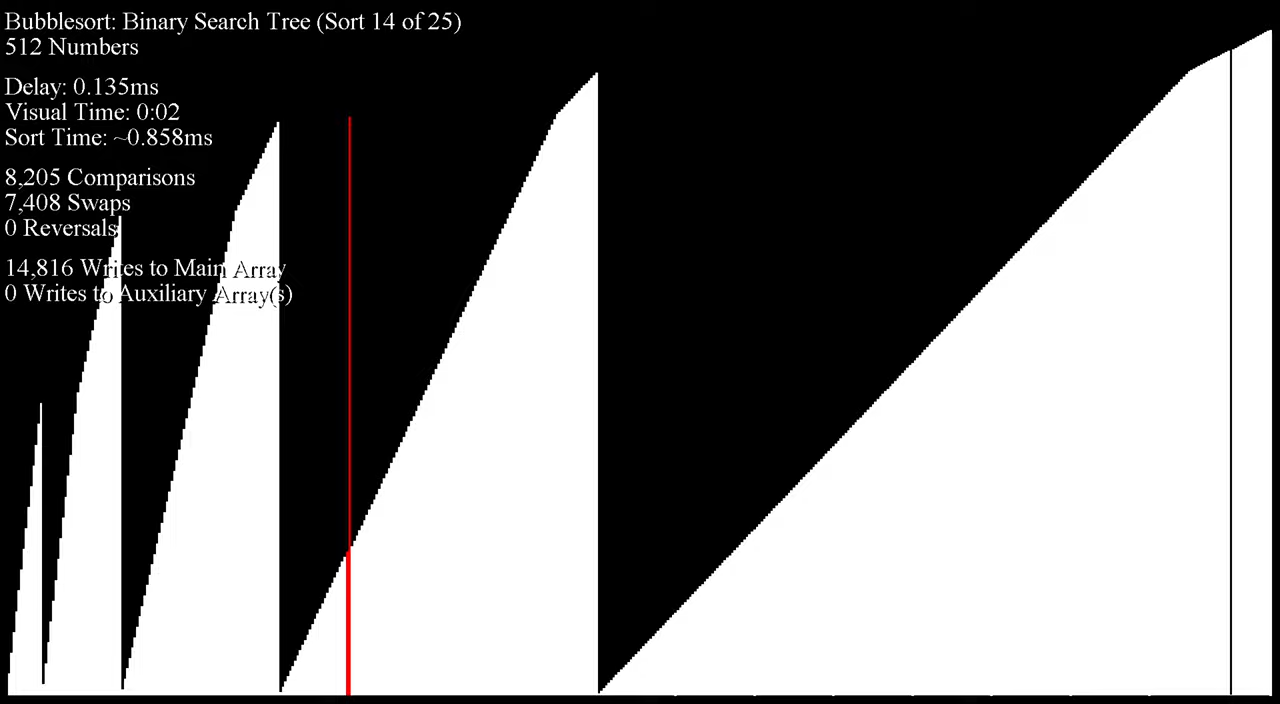 Bubblesort: Binary Search Tree (Sort 14 of 25)
512 Numbers
Delay: 0.135ms
Visual Time: 0:02
Sort Time: ~0.858ms
8,205 Comparisons
7,408 Swaps
0 Reversals
14,816 Writes to Main Array
0 Writes to Auxiliary Array(s)